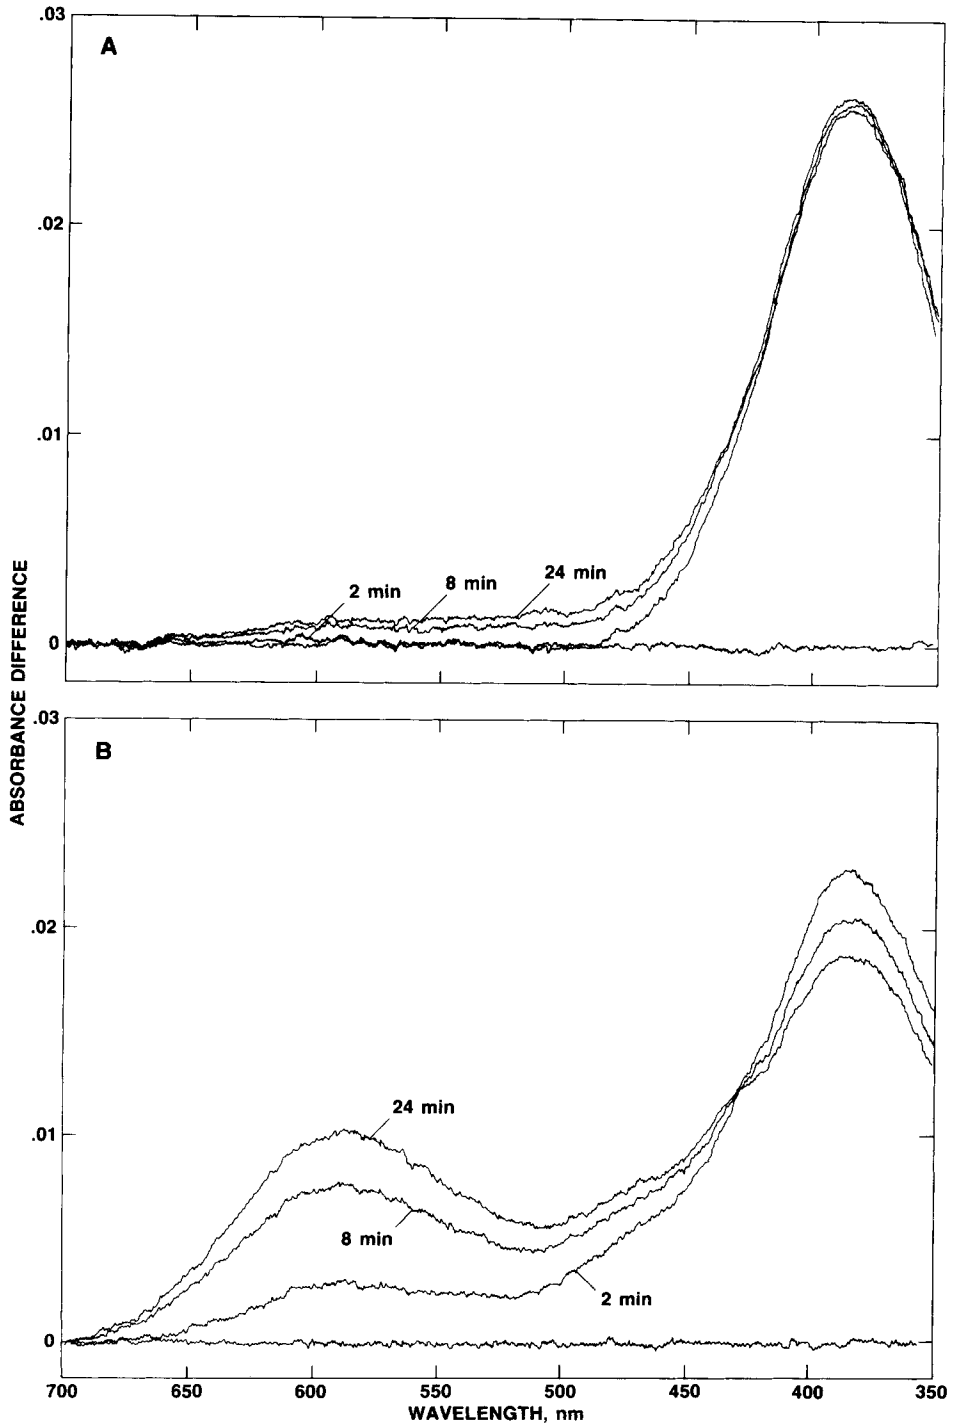 .03
A
.02
.01
2 min
8 min
24 min
0
ABSORBANCE DIFFERENCE
.03
B
.02
24 min
.01
8 min
2 min
0
700 650 600 550 500 450 400 350
WAVELENGTH, nm